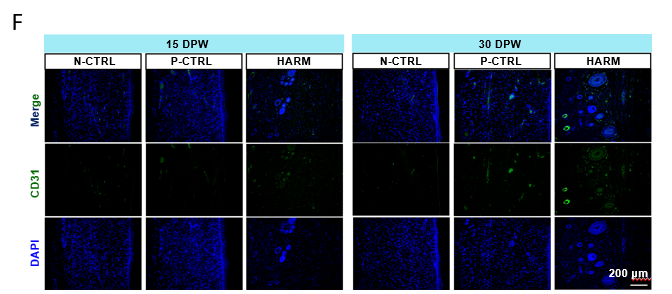 F
15 DPW 30 DPW
N-CTRL P-CTRL HARM N-CTRL P-CTRL HARM
Merge
CD31
DAPI
200 µm